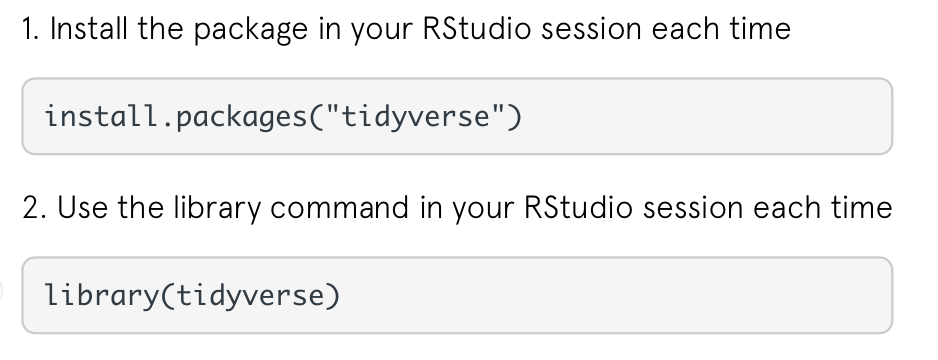 1. Install the package in your RStudio session each time
install.packages("tidyverse")
2. Use the library command in your RStudio session each time
library(tidyverse)